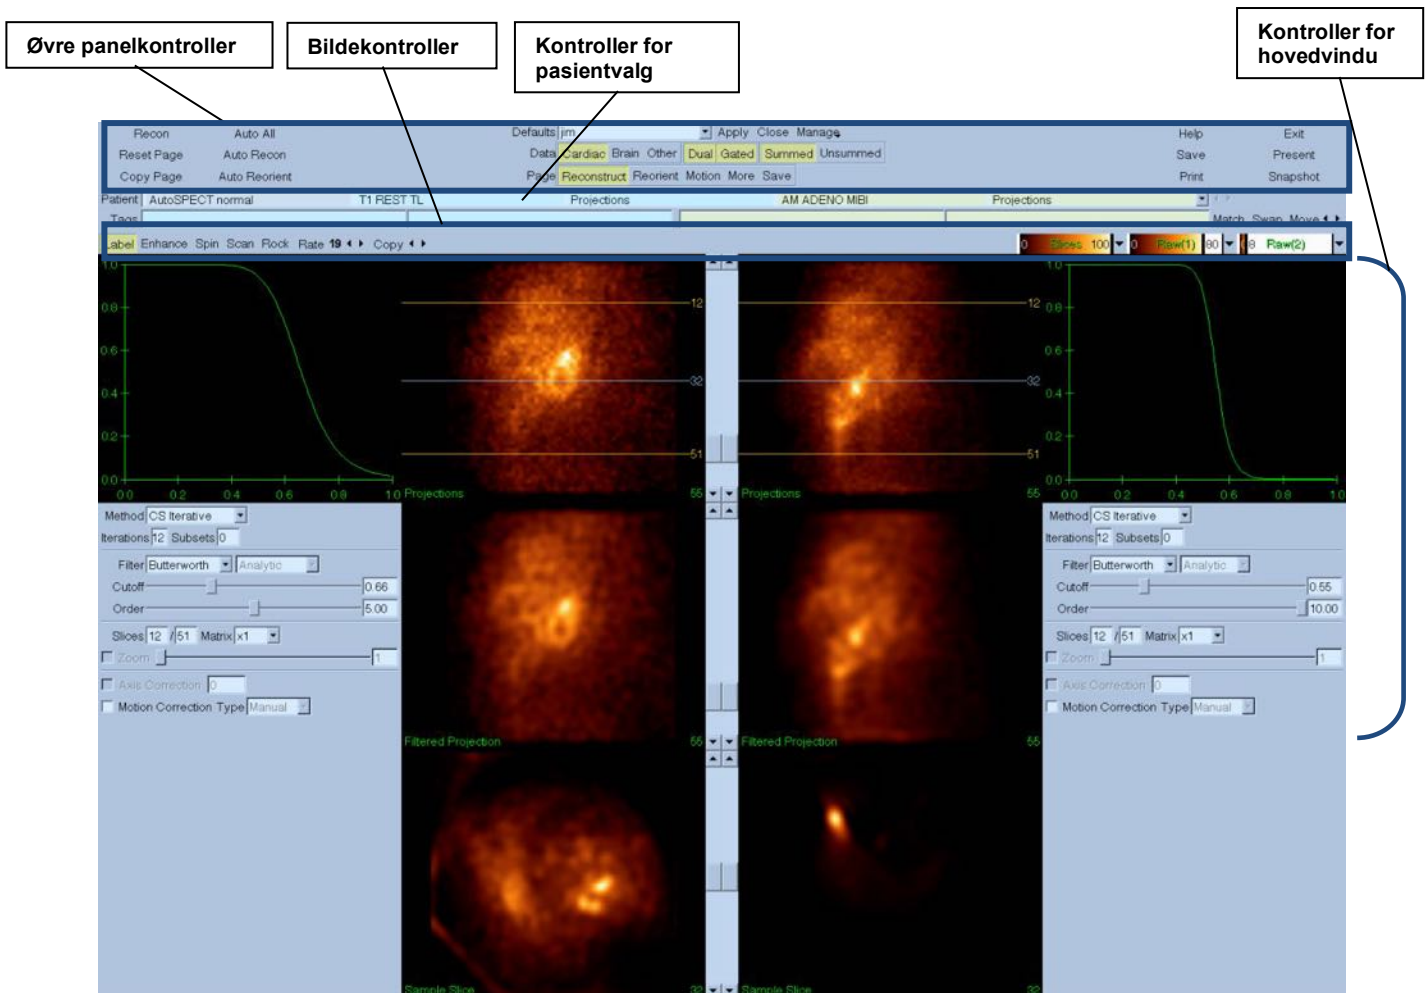 Øvre panelkontroller
Bildekontroller
Kontroller for
pasientvalg
Kontroller for
hovedvindu
Recon Auto All Defaults jim Apply Close Manage Help Exit
Reset Page Auto Recon Data Cardiac Brain Other Dual Gated Summed Unsummed Save Present
Copy Page Auto Reorient Page Reconstruct Reorient Motion More Save Print Snapshot
Patient AutoSPECT normal T1 REST TL Projections AM ADENO MIBI Projections
Tags Match Swap Move
Label Enhance Spin Scan Rock Rate 19 Copy 0 Slices 100 0 Raw(1) 80 8 Raw(2)
1.0 1.0
0.8 12 12 0.8
0.6 0.6
32 32
0.4 0.4
0.2 0.2
51 51
0.0 0.0
0.0 0.2 0.4 0.6 0.8 1.0 Projections 55 Projections 55 0.0 0.2 0.4 0.6 0.8 1.0
Method CS Iterative
Iterations 12 Subsets 0
Filter Butterworth Analytic
Cutoff 0.66
Order 5.00
Slices 12 / 51 Matrix x1
Zoom 1
Axis Correction 0
Motion Correction Type Manual
Method CS Iterative
Iterations 12 Subsets 0
Filter Butterworth Analytic
Cutoff 0.55
Order 10.00
Slices 12 / 51 Matrix x1
Zoom 1
Axis Correction 0
Motion Correction Type Manual
Filtered Projection 55 Filtered Projection 55
Sample Slice 32 Sample Slice 32